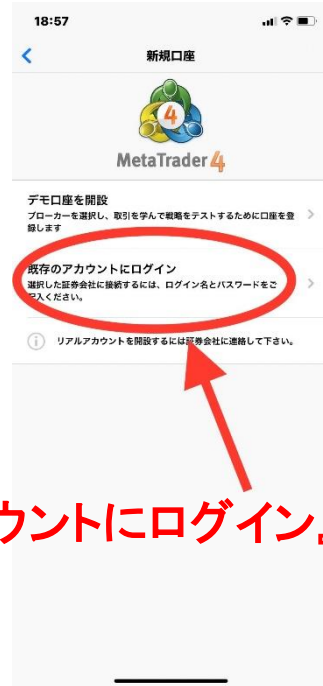 18:57
新規口座
4
MetaTrader 4
デモ口座を開設
ブローカーを選択し、取引を学んで戦略をテストするために口座を登
録します
既存のアカウントにログイン
選択した証券会社に接続するには、ログイン名とパスワードをご
記入ください。
リアルアカウントを開設するには証券会社に連絡して下さい。
ウントにログイン』